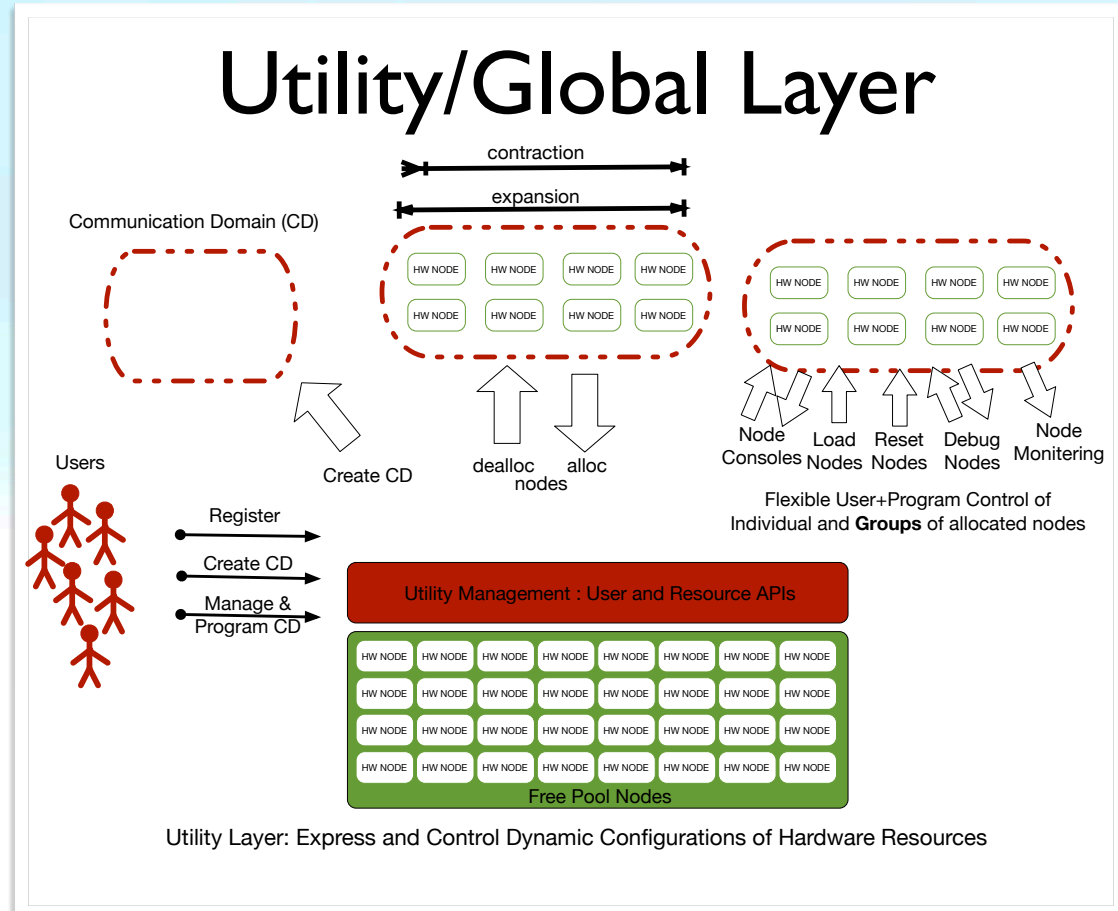 Utility/Global Layer
contraction
expansion
Communication Domain (CD)
HW NODE HW NODE HW NODE HW NODE
HW NODE HW NODE HW NODE HW NODE
HW NODE HW NODE HW NODE HW NODE
HW NODE HW NODE HW NODE HW NODE
Create CD
dealloc alloc
nodes
Node
Consoles
Load
Nodes
Reset
Nodes
Debug
Nodes
Node
Monitering
Flexible User+Program Control of
Individual and Groups of allocated nodes
Users
Register
Create CD
Manage &
Program CD
Utility Management : User and Resource APIs
HW NODE HW NODE HW NODE HW NODE HW NODE HW NODE HW NODE HW NODE
HW NODE HW NODE HW NODE HW NODE HW NODE HW NODE HW NODE HW NODE
HW NODE HW NODE HW NODE HW NODE HW NODE HW NODE HW NODE HW NODE
HW NODE HW NODE HW NODE HW NODE HW NODE HW NODE HW NODE HW NODE
Free Pool Nodes
Utility Layer: Express and Control Dynamic Configurations of Hardware Resources